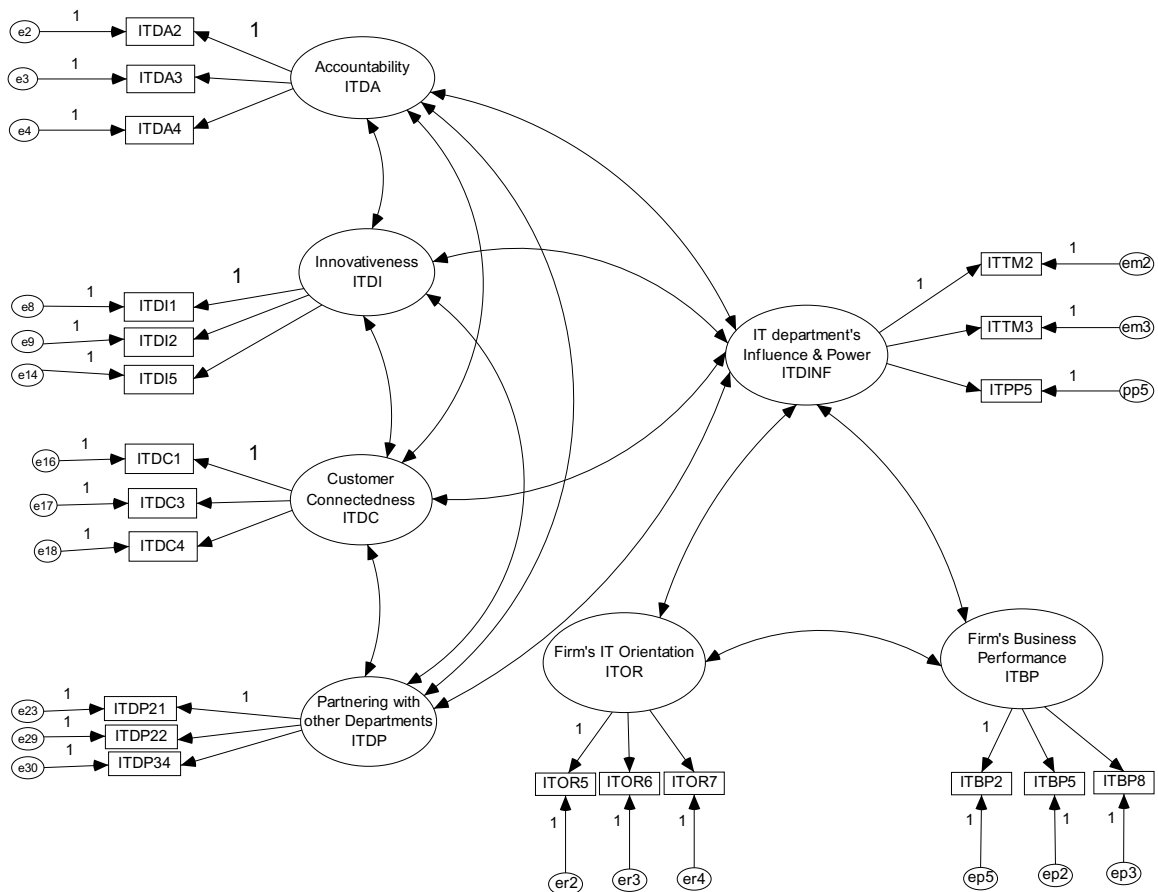 e2
1
ITDA2
1
e3
1
ITDA3
e4
1
ITDA4
Accountability
ITDA
e8
1
ITDI1
1
e9
1
ITDI2
e14
1
ITDI5
Innovativeness
ITDI
e16
1
ITDC1
1
e17
1
ITDC3
e18
1
ITDC4
Customer
Connectedness
ITDC
e23
1
ITDP21
1
e29
1
ITDP22
e30
1
ITDP34
Partnering with
other Departments
ITDP
IT department's
Influence & Power
ITDINF
1
ITTM2
1
em2
ITTM3
1
em3
ITPP5
1
pp5
Firm's IT Orientation
ITOR
1
ITOR5
ITOR6
ITOR7
1
1
1
er2
er3
er4
Firm's Business
Performance
ITBP
1
ITBP2
ITBP5
ITBP8
1
1
1
ep5
ep2
ep3